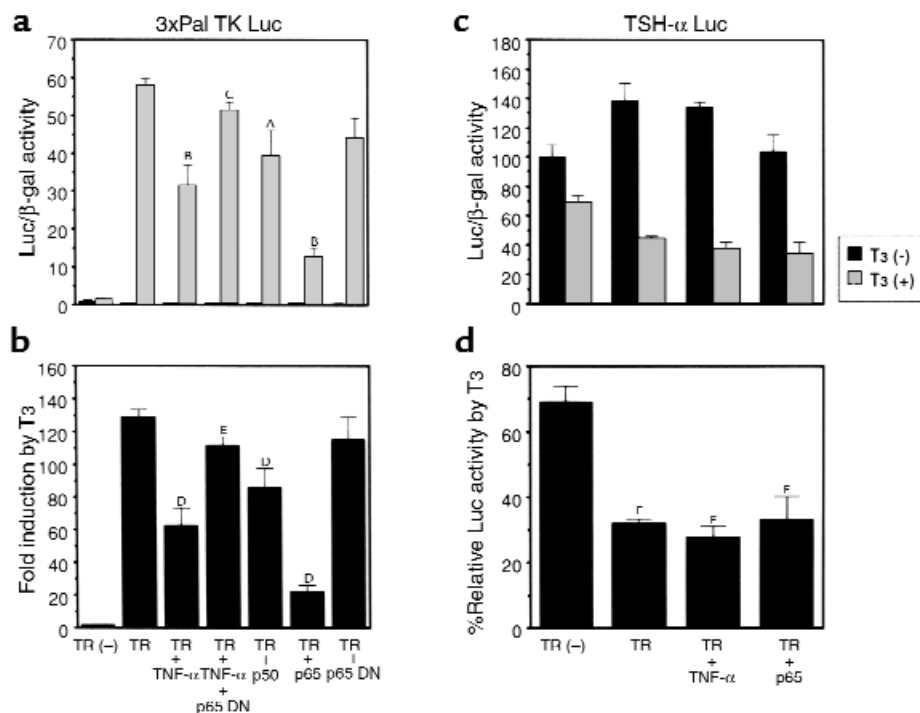 a
3xPal TK Luc
Luc/β-gal activity
70
60
50
40
30
20
10
0
B
C
A
B
b
Fold induction by T3
160
140
120
100
80
60
40
20
0
D
E
D
D
TR (–)
TR
TR
+
TNF-α
TR
+
TNF-α
+
p65 DN
TR
–
p50
TR
+
p65
TR
–
p65 DN
c
TSH-α Luc
Luc/β-gal activity
180
160
140
120
100
80
60
40
20
0
T3 (-)
T3 (+)
d
%Relative Luc activity by T3
80
60
40
20
0
F
F
TR (–)
TR
TR
+
TNF-α
TR
+
p65